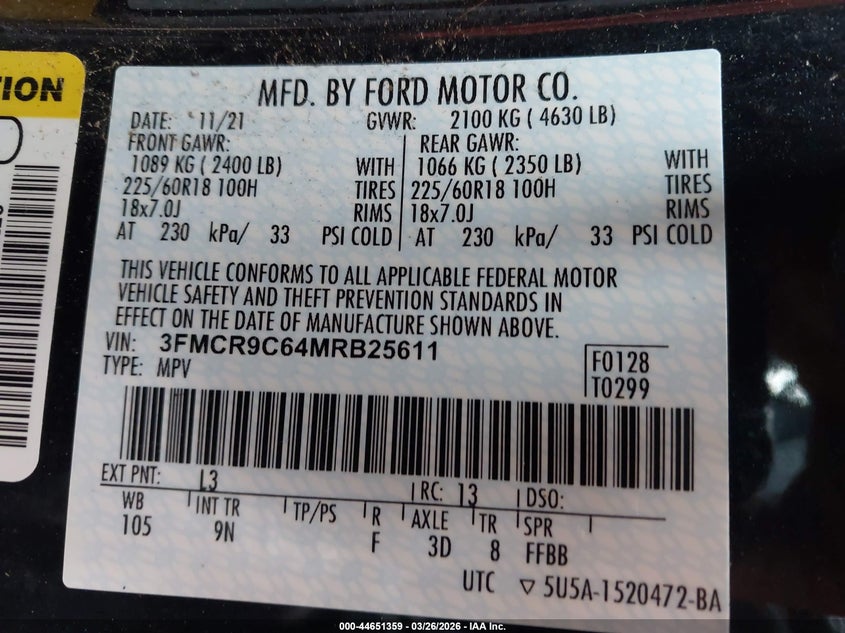 TION
MFD. BY FORD MOTOR CO.
DATE: 11/21 GVWR: 2100 KG ( 4630 LB)
FRONT GAWR: REAR GAWR:
1089 KG ( 2400 LB) WITH 1066 KG ( 2350 LB) WITH
225/60R18 100H TIRES 225/60R18 100H TIRES
18x7.0J RIMS 18x7.0J RIMS
AT 230 kPa/ 33 PSI COLD AT 230 kPa/ 33 PSI COLD
THIS VEHICLE CONFORMS TO ALL APPLICABLE FEDERAL MOTOR
VEHICLE SAFETY AND THEFT PREVENTION STANDARDS IN
EFFECT ON THE DATE OF MANUFACTURE SHOWN ABOVE.
VIN: 3FMCR9C64MRB25611
TYPE: MPV
F0128
T0299
EXT PNT: L3 RC: 13 DSO:
WB INT TR TP/PS R AXLE TR SPR
105 9N F 3D 8 FFBB
UTC ▽ 5U5A-1520472-BA
000-44651359 - 03/26/2026 - IAA Inc.